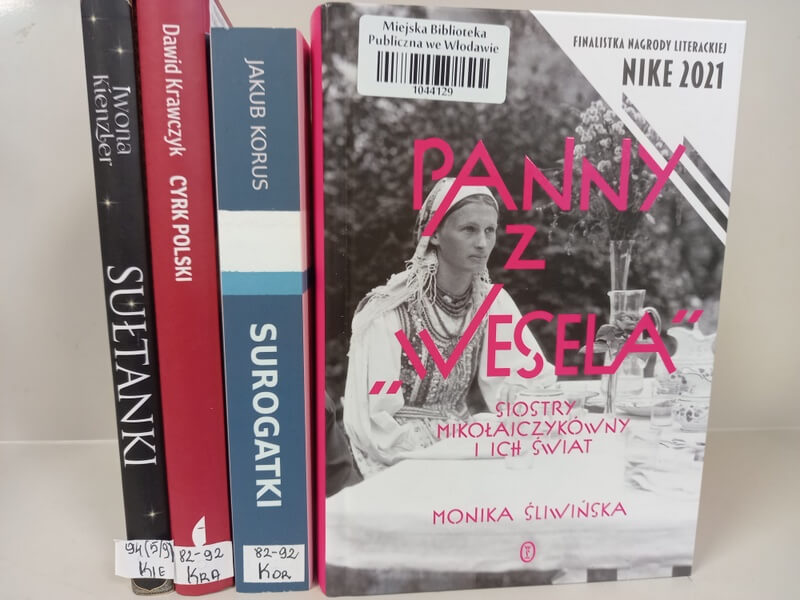 Iwona
Kienzler
SUŁTANKI
94(5/9)
KIE
Dawid Krawczyk
CYRK POLSKI
82-92
KRA
JAKUB KORUS
SUROGATKI
82-92
KOR
Miejska Biblioteka
Publiczna we Włodawie
1044129
FINALISTKA NAGRODY LITERACKIEJ
NIKE 2021
PANNY
Z
„WESELA”
SIOSTRY
MIKOŁAJCZYKÓWNY
I ICH ŚWIAT
MONIKA ŚLIWIŃSKA